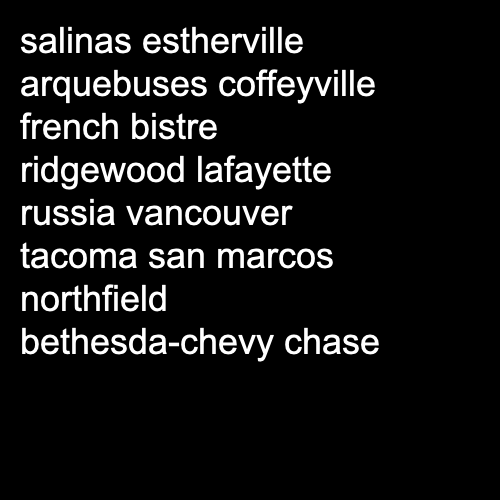 salinas estherville
arquebuses coffeyville
french bistre
ridgewood lafayette
russia vancouver
tacoma san marcos
northfield
bethesda-chevy chase